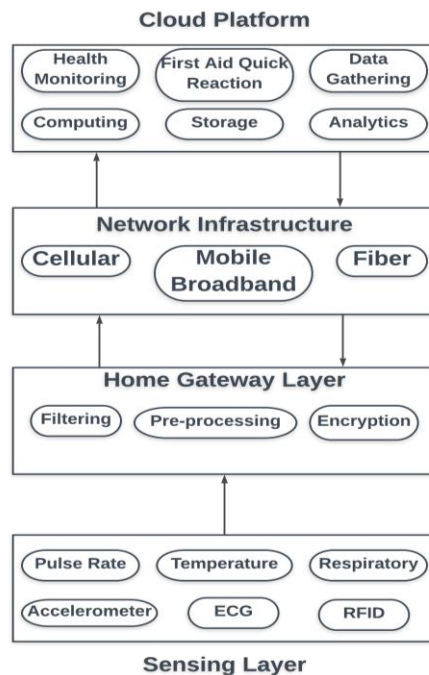 Cloud Platform
Health First Aid Quick Data
Monitoring Reaction Gathering
Computing Storage Analytics
Network Infrastructure
Cellular Mobile Fiber
Broadband
Home Gateway Layer
Filtering Pre-processing Encryption
Pulse Rate Temperature Respiratory
Accelerometer ECG RFID
Sensing Layer